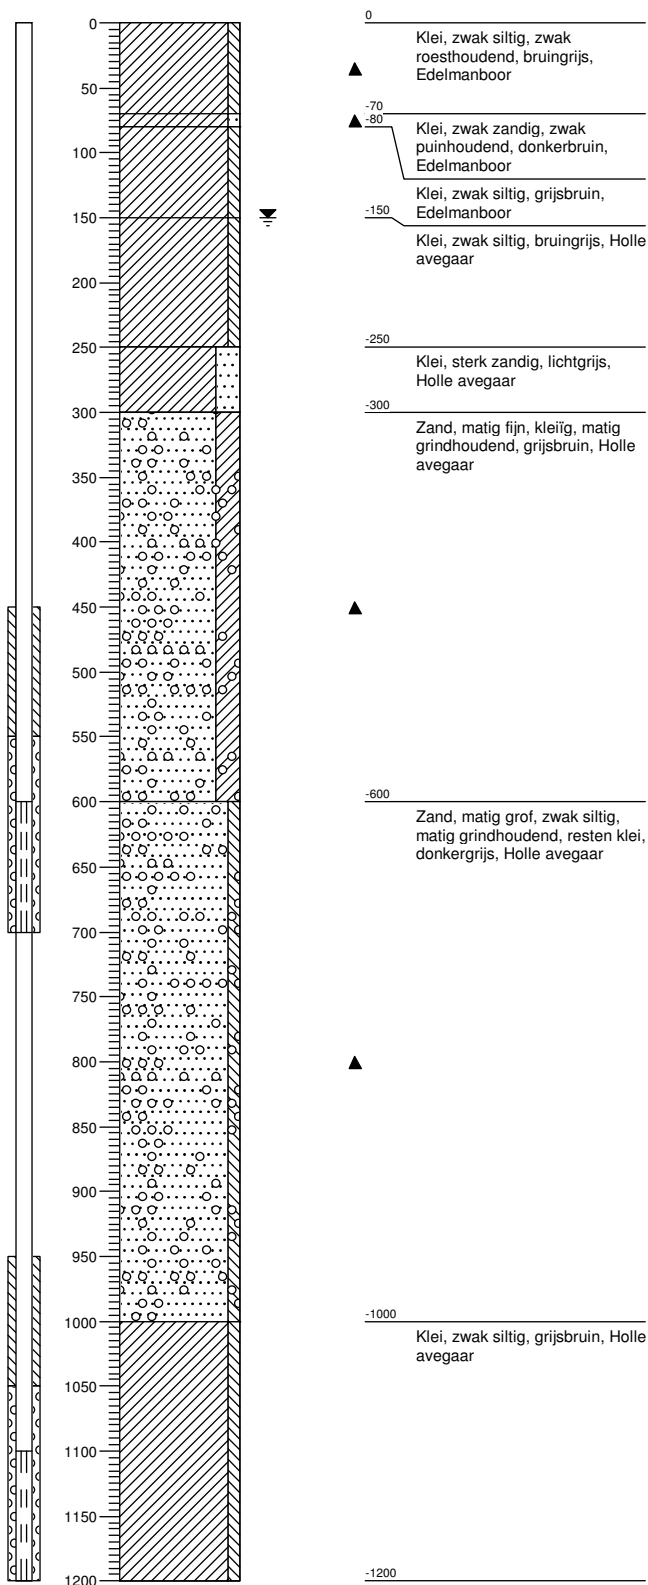 0
50
100
150
200
250
300
350
400
450
500
550
600
650
700
750
800
850
900
950
1000
1050
1100
1150
1200
0
Klei, zwak siltig, zwak
roesthoudend, bruingrijs,
Edelmanboor
-70
-80
Klei, zwak zandig, zwak
puinhoudend, donkerbruin,
Edelmanboor
Klei, zwak siltig, grijsbruin,
Edelmanboor
-150
Klei, zwak siltig, bruingrijs, Holle
avegaar
-250
Klei, sterk zandig, lichtgrijs,
Holle avegaar
-300
Zand, matig fijn, kleiïg, matig
grindhoudend, grijsbruin, Holle
avegaar
-600
Zand, matig grof, zwak siltig,
matig grindhoudend, resten klei,
donkergrijs, Holle avegaar
-1000
Klei, zwak siltig, grijsbruin, Holle
avegaar
-1200